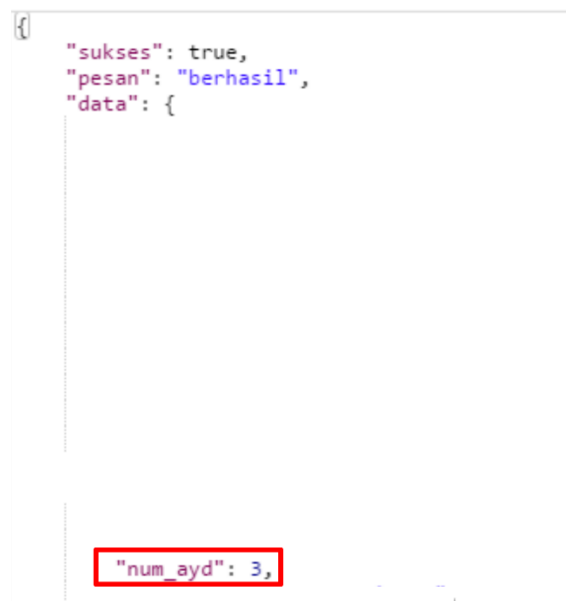 {
"sukses": true,
"pesan": "berhasil",
"data": {
"num_ayd": 3,